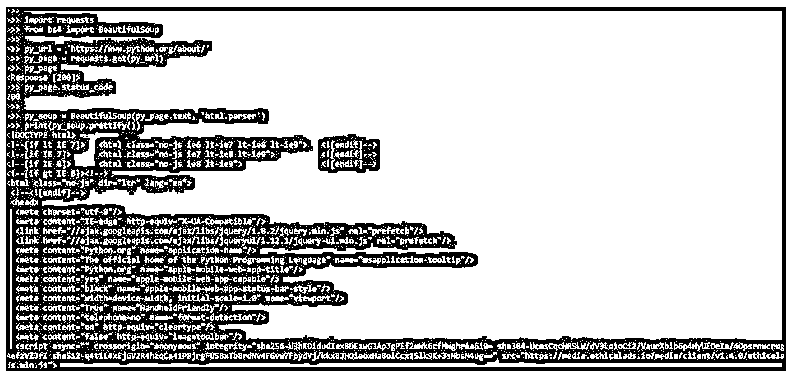 >>>
>>> import requests
>>> from bs4 import BeautifulSoup
>>>
>>> py_url = 'https://www.python.org/about/'
>>> py_page = requests.get(py_url)
>>> py_page
<Response [200]>
>>> py_page.status_code
200
>>>
>>> py_soup = BeautifulSoup(py_page.text, 'html.parser')
>>> print(py_soup.prettify())
<!DOCTYPE html>
<!--[if lt IE 7]>   <html class="no-js ie6 lt-ie7 lt-ie8 lt-ie9">   <![endif]-->
<!--[if IE 7]>      <html class="no-js ie7 lt-ie8 lt-ie9">          <![endif]-->
<!--[if IE 8]>      <html class="no-js ie8 lt-ie9">                 <![endif]-->
<!--[if gt IE 8]><!-->
<html class="no-js" dir="ltr" lang="en">
 <!--<![endif]-->
 <head>
  <meta charset="utf-8"/>
  <meta content="IE=edge" http-equiv="X-UA-Compatible"/>
  <link href="//ajax.googleapis.com/ajax/libs/jquery/1.8.2/jquery.min.js" rel="prefetch"/>
  <link href="//ajax.googleapis.com/ajax/libs/jqueryui/1.12.1/jquery-ui.min.js" rel="prefetch"/>
  <meta content="Python.org" name="application-name"/>
  <meta content="The official home of the Python Programming Language" name="msapplication-tooltip"/>
  <meta content="Python.org" name="apple-mobile-web-app-title"/>
  <meta content="yes" name="apple-mobile-web-app-capable"/>
  <meta content="black" name="apple-mobile-web-app-status-bar-style"/>
  <meta content="width=device-width, initial-scale=1.0" name="viewport"/>
  <meta content="True" name="HandheldFriendly"/>
  <meta content="telephone=no" name="format-detection"/>
  <meta content="on" http-equiv="cleartype"/>
  <meta content="false" http-equiv="imagetoolbar"/>
  <script async="" crossorigin="anonymous" integrity=
src="https://media.ethicalads.io/media/client/v1.4.0/ethicala
ds.min.js">